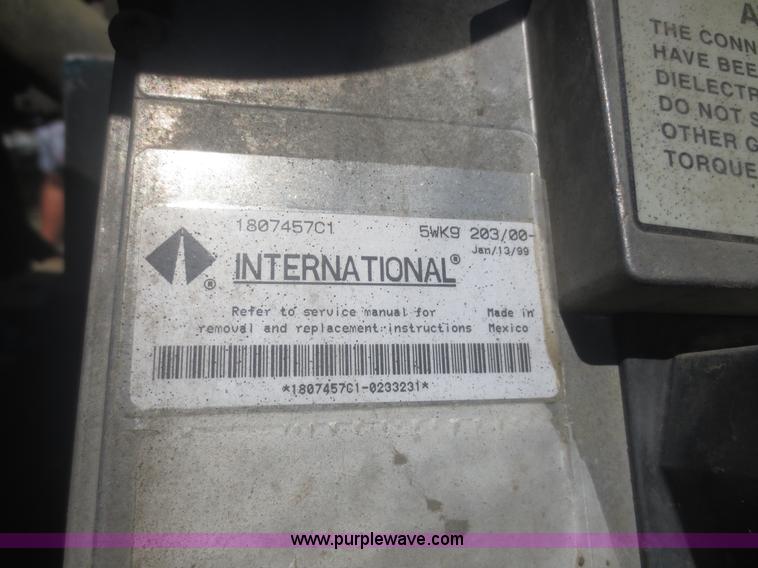 1807457C1
5WK9 203/00-
Jan/13/99
INTERNATIONAL®
®
Refer to service manual for
removal and replacement instructions
Made in
Mexico
*1807457C1-0233231*
A
THE CONN
HAVE BEE
DIELECTR
DO NOT S
OTHER G
TORQUE
www.purplewave.com